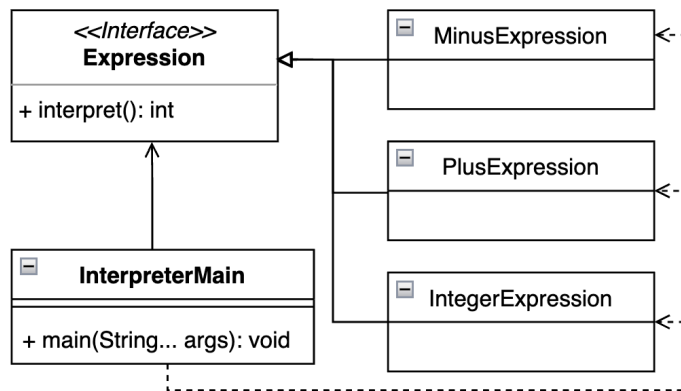 <<Interface>>
Expression
+ interpret(): int
MinusExpression
PlusExpression
IntegerExpression
InterpreterMain
+ main(String... args): void